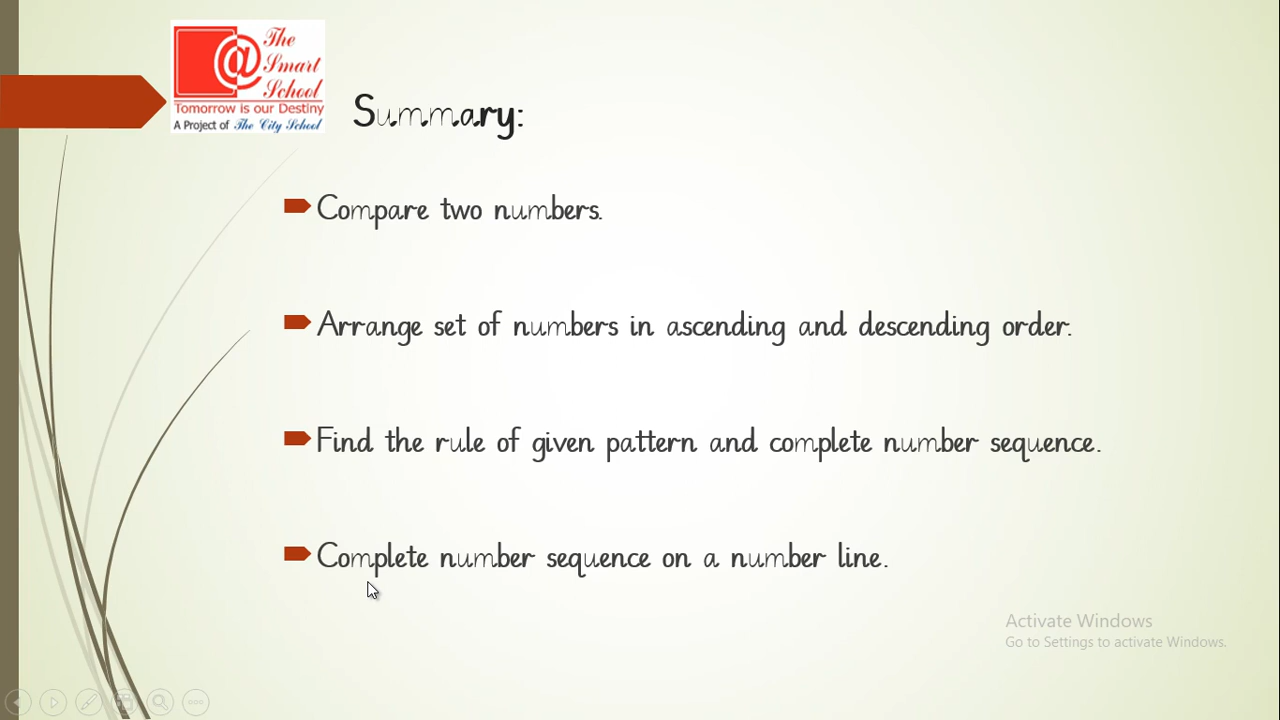 The
Smart
School
Tomorrow is our Destiny
A Project of The City School
Summary:
Compare two numbers.
Arrange set of numbers in ascending and descending order.
Find the rule of given pattern and complete number sequence.
Complete number sequence on a number line.
Activate Windows
Go to Settings to activate Windows.